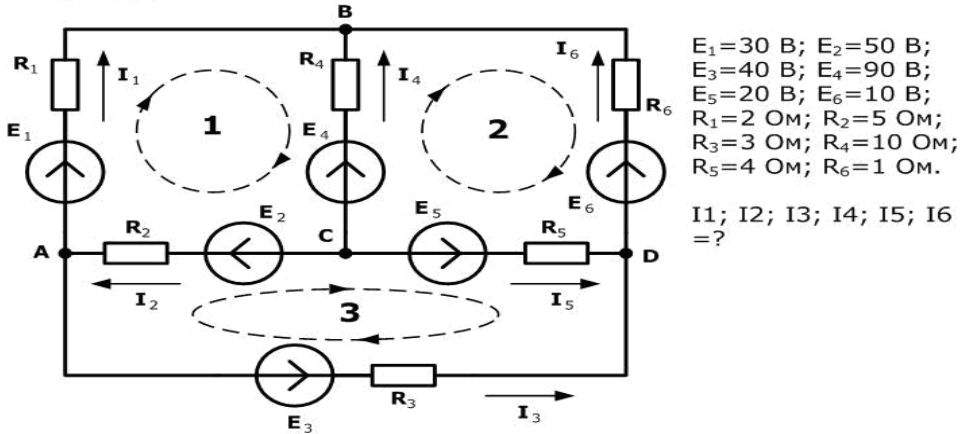 B
R₁
I₁
R₄
I₄
I₆
R₆
E₁
1
E₄
2
E₆
A
R₂
E₂
C
E₅
R₅
D
I₂
3
I₅
E₃
R₃
I₃
E₁=30 В; E₂=50 В;
E₃=40 В; E₄=90 В;
E₅=20 В; E₆=10 В;
R₁=2 Ом; R₂=5 Ом;
R₃=3 Ом; R₄=10 Ом;
R₅=4 Ом; R₆=1 Ом.
I1; I2; I3; I4; I5; I6
=?